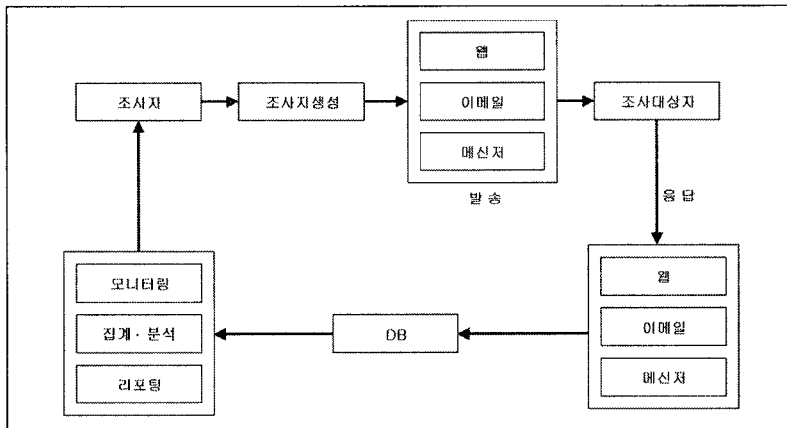 조사자
조사지생성
웹
이메일
메신저
발송
조사대상자
응답
웹
이메일
메신저
DB
모니터링
집계·분석
리포팅